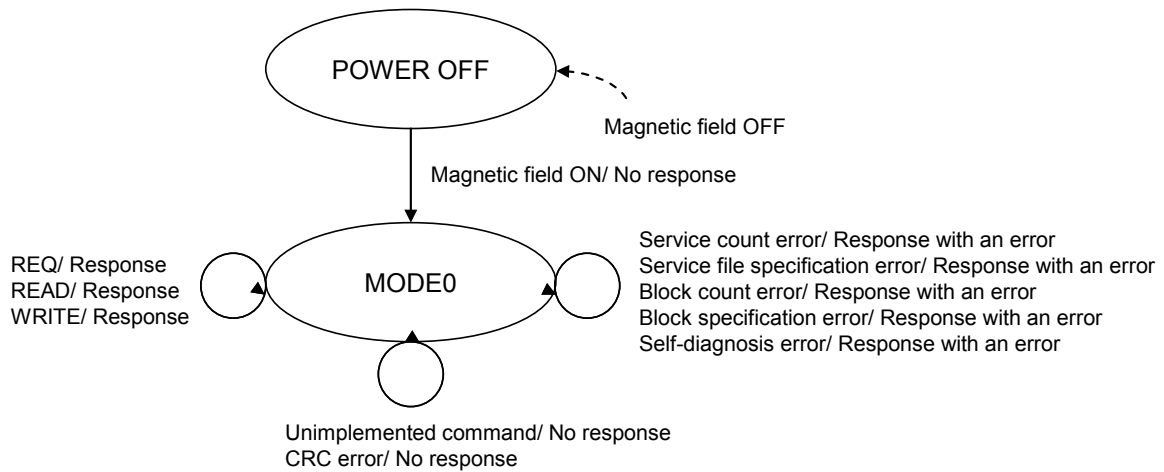 POWER OFF
Magnetic field OFF
Magnetic field ON/ No response
REQ/ Response
READ/ Response
WRITE/ Response
MODE0
Service count error/ Response with an error
Service file specification error/ Response with an error
Block count error/ Response with an error
Block specification error/ Response with an error
Self-diagnosis error/ Response with an error
Unimplemented command/ No response
CRC error/ No response